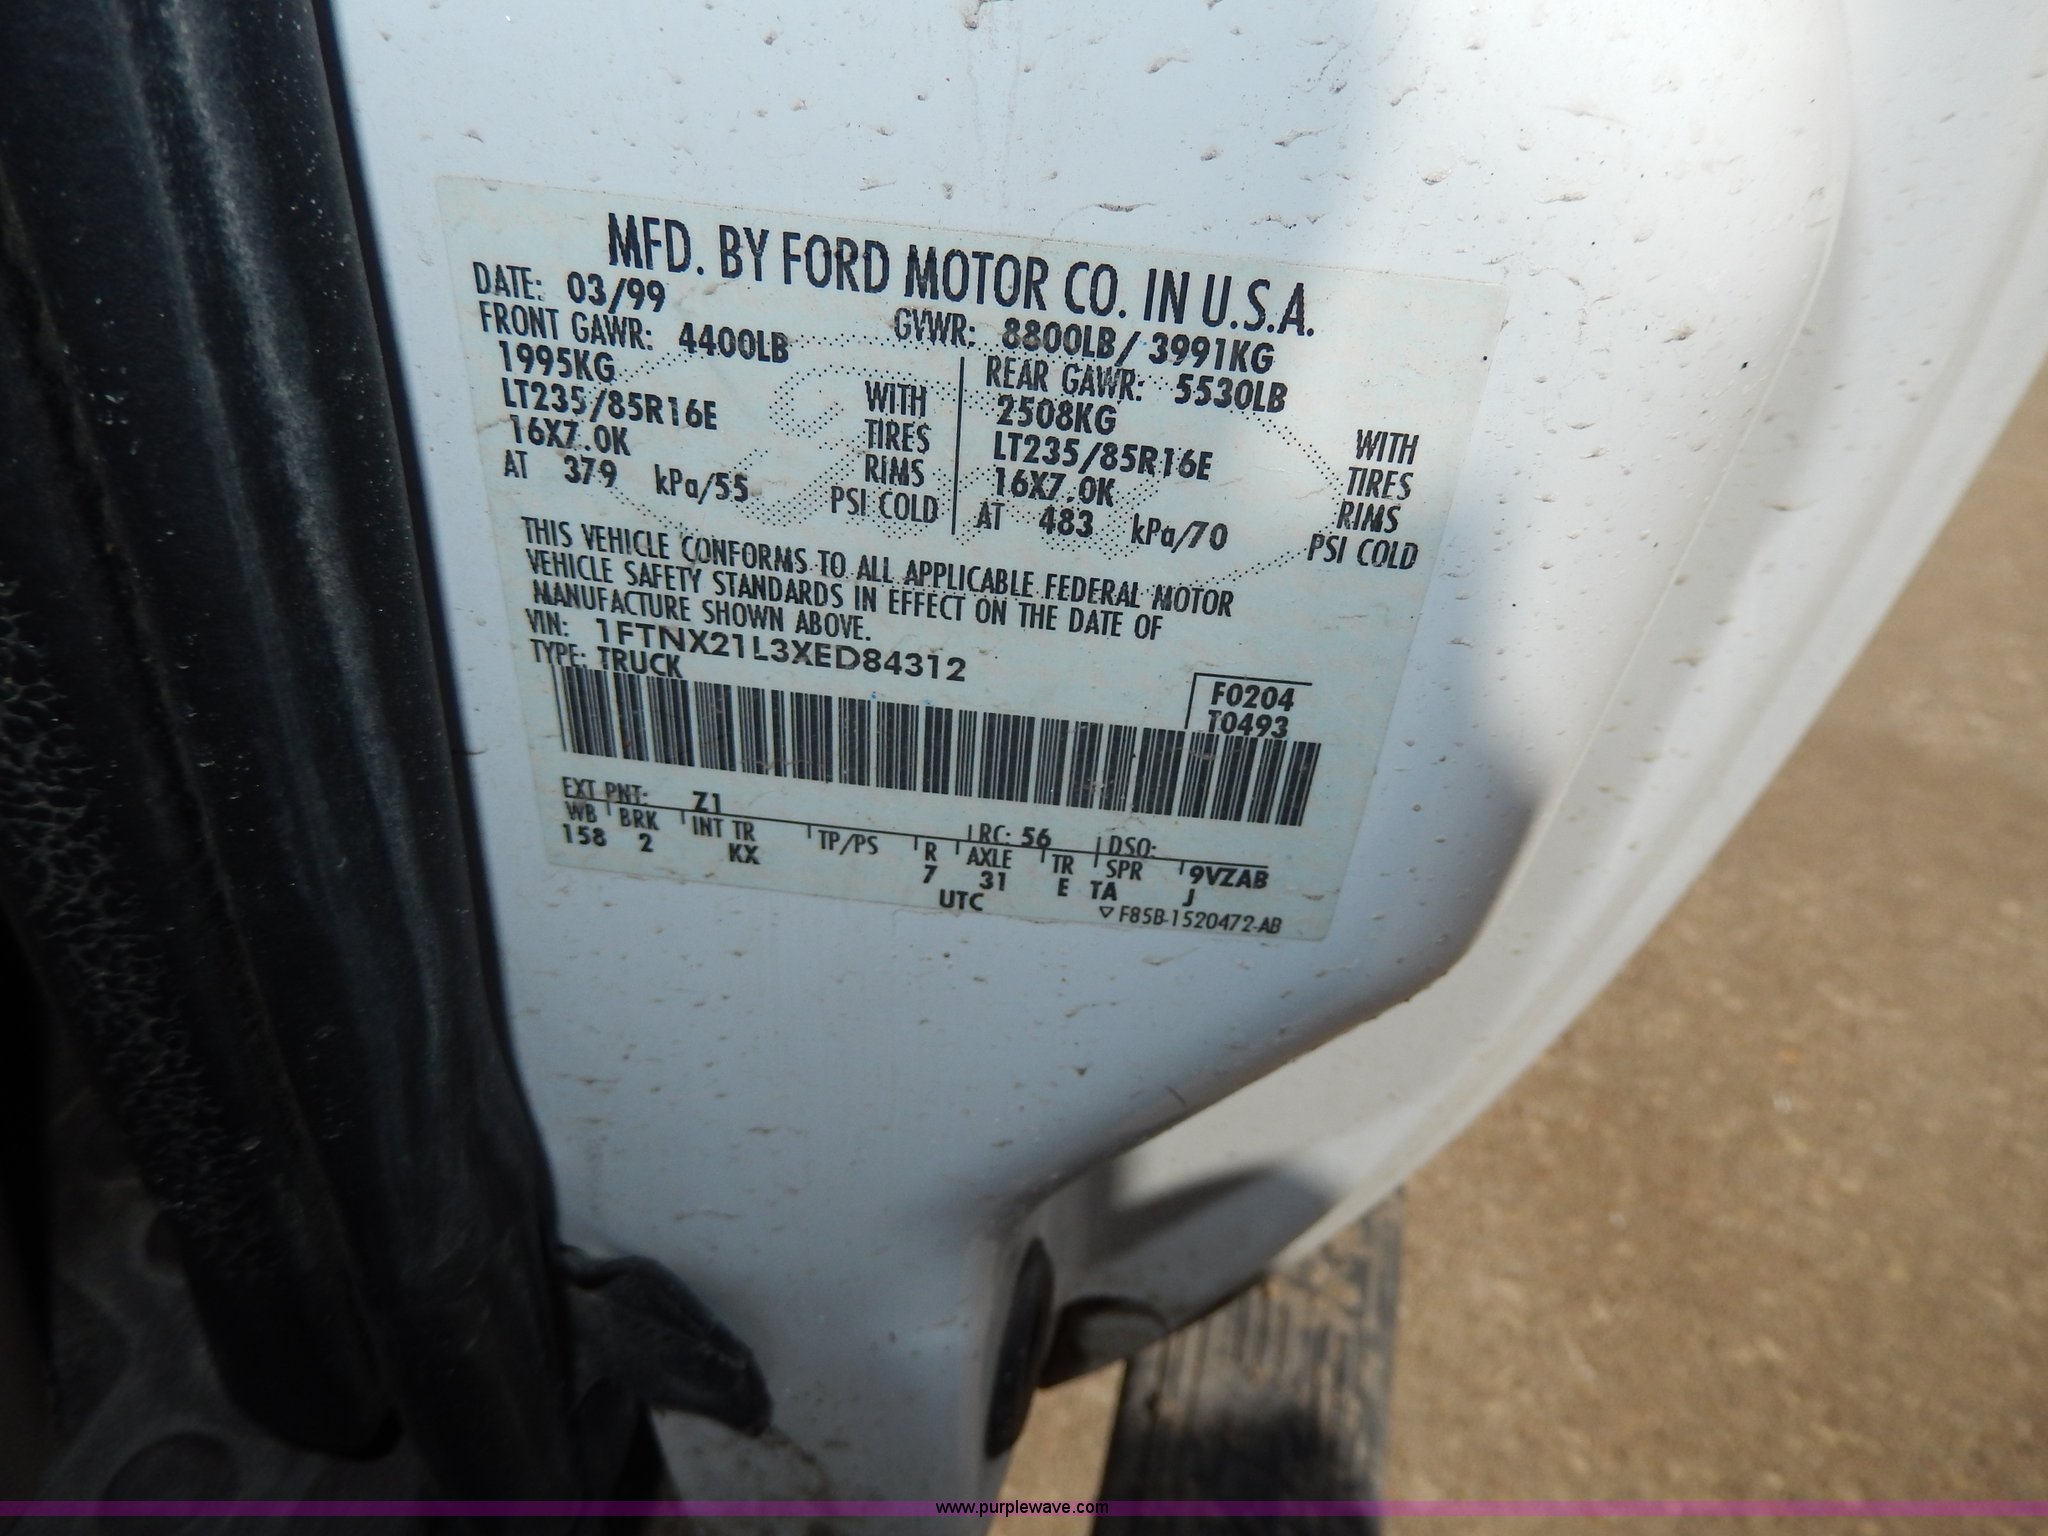 MFD. BY FORD MOTOR CO. IN U.S.A.
DATE: 03/99 GVWR: 8800LB/ 3991KG
FRONT GAWR: 4400LB REAR GAWR: 5530LB
1995KG WITH 2508KG WITH
LT235/85R16E TIRES LT235/85R16E TIRES
16X7.0K RIMS 16X7.0K RIMS
AT 379 kPa/55 PSI COLD AT 483 kPa/70 PSI COLD
THIS VEHICLE CONFORMS TO ALL APPLICABLE FEDERAL MOTOR
VEHICLE SAFETY STANDARDS IN EFFECT ON THE DATE OF
MANUFACTURE SHOWN ABOVE.
VIN: 1FTNX21L3XED84312
TYPE: TRUCK
F0204
T0493
EXT PNT: Z1 RC: 56 DSO:
WB BRK INT TR TP/PS R AXLE TR SPR 9VZAB
158 2 KX 7 31 E TA J
UTC
▽ F85B-1520472-AB
www.purplewave.com